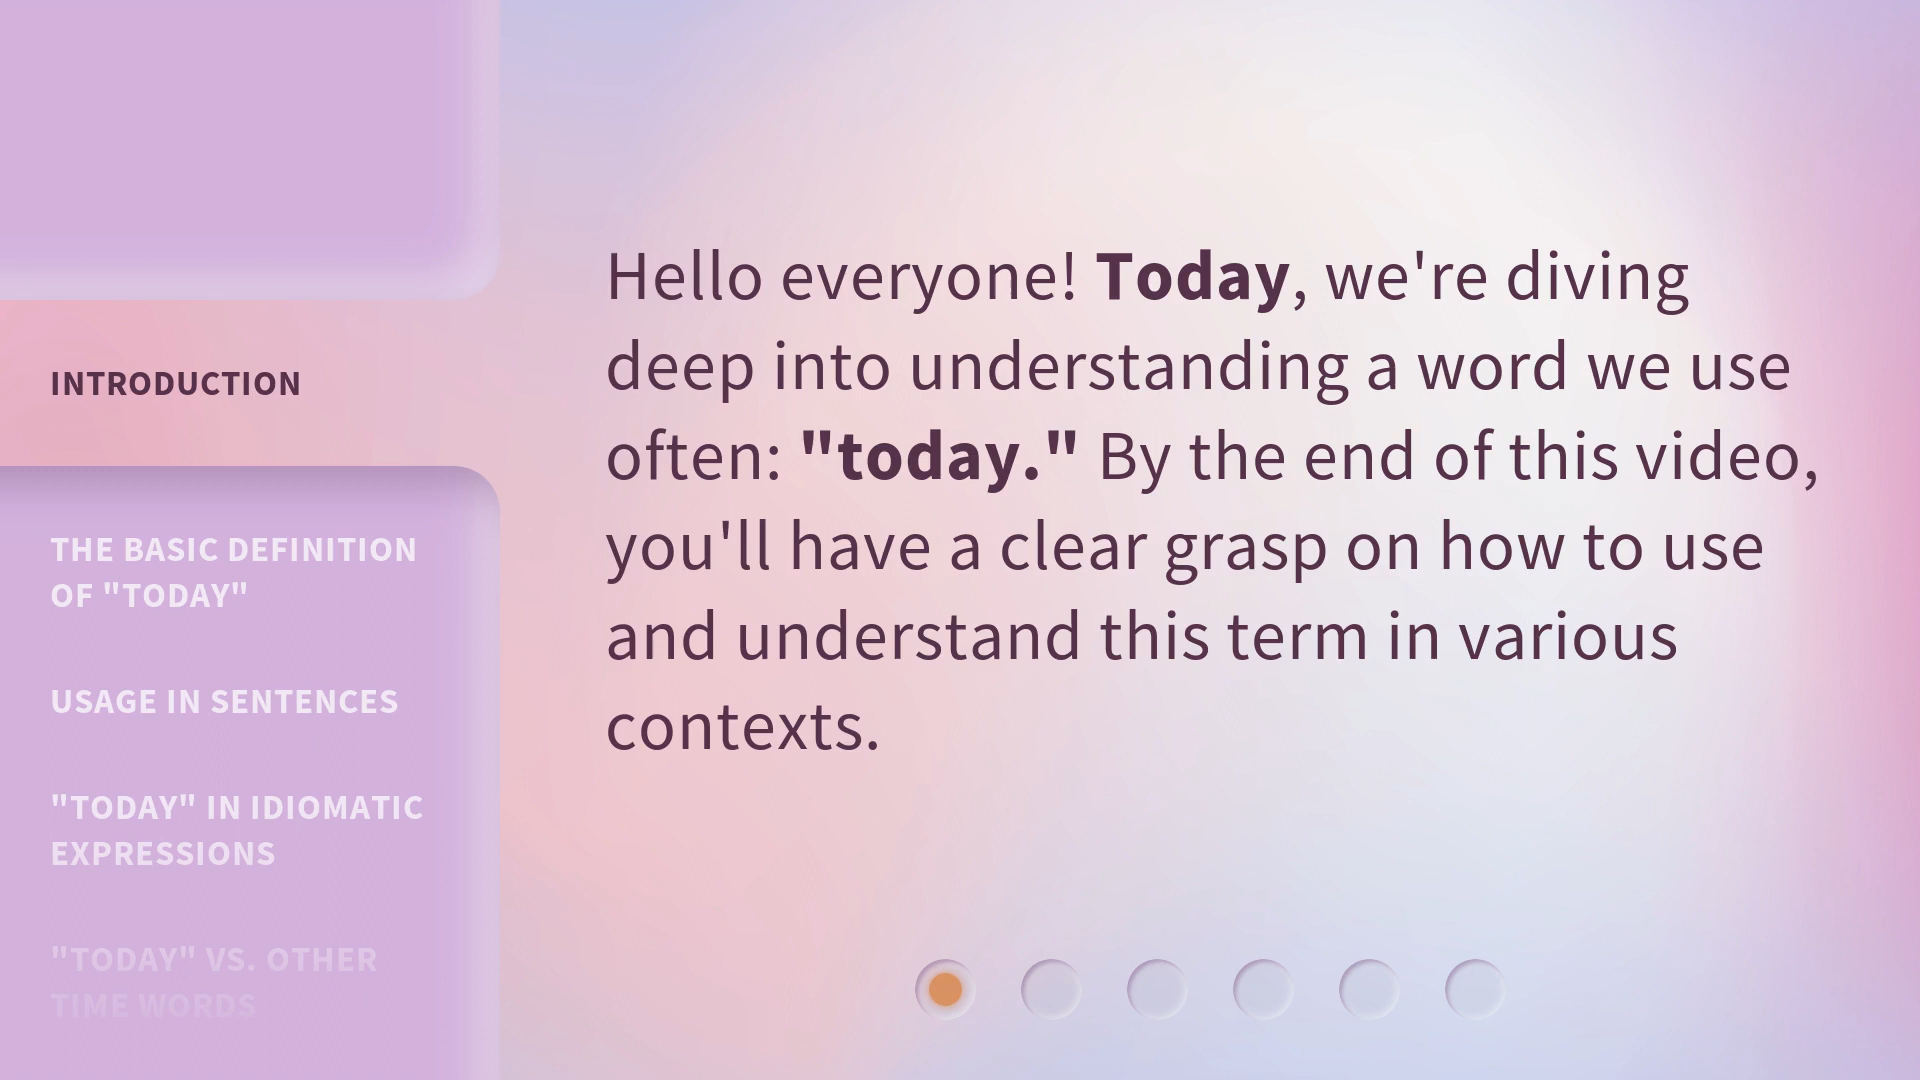 INTRODUCTION
THE BASIC DEFINITION
OF "TODAY"
USAGE IN SENTENCES
"TODAY" IN IDIOMATIC
EXPRESSIONS
"TODAY" VS. OTHER
TIME WORDS
Hello everyone! Today, we're diving
deep into understanding a word we use
often: "today." By the end of this video,
you'll have a clear grasp on how to use
and understand this term in various
contexts.